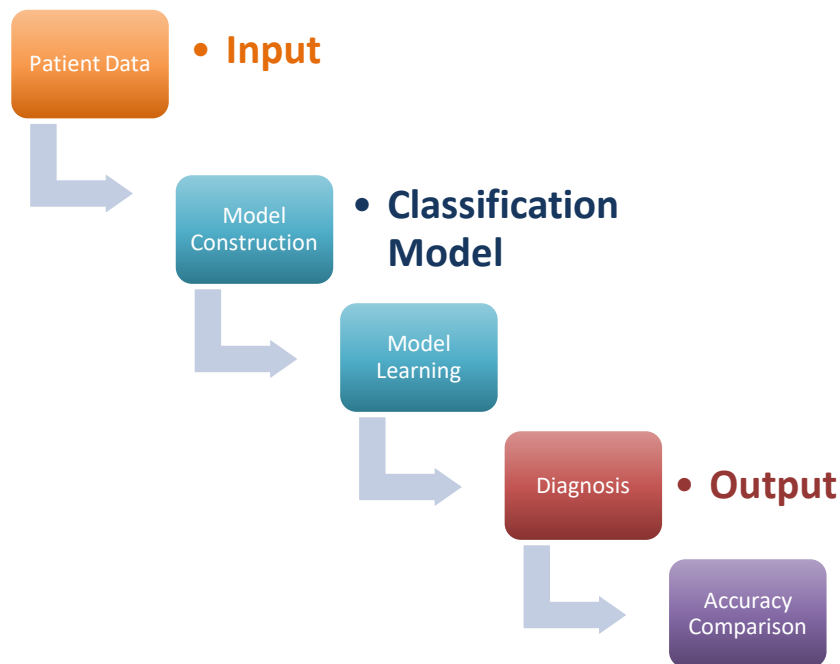 Patient Data
• Input
Model
Construction
• Classification
Model
Model
Learning
Diagnosis
• Output
Accuracy
Comparison